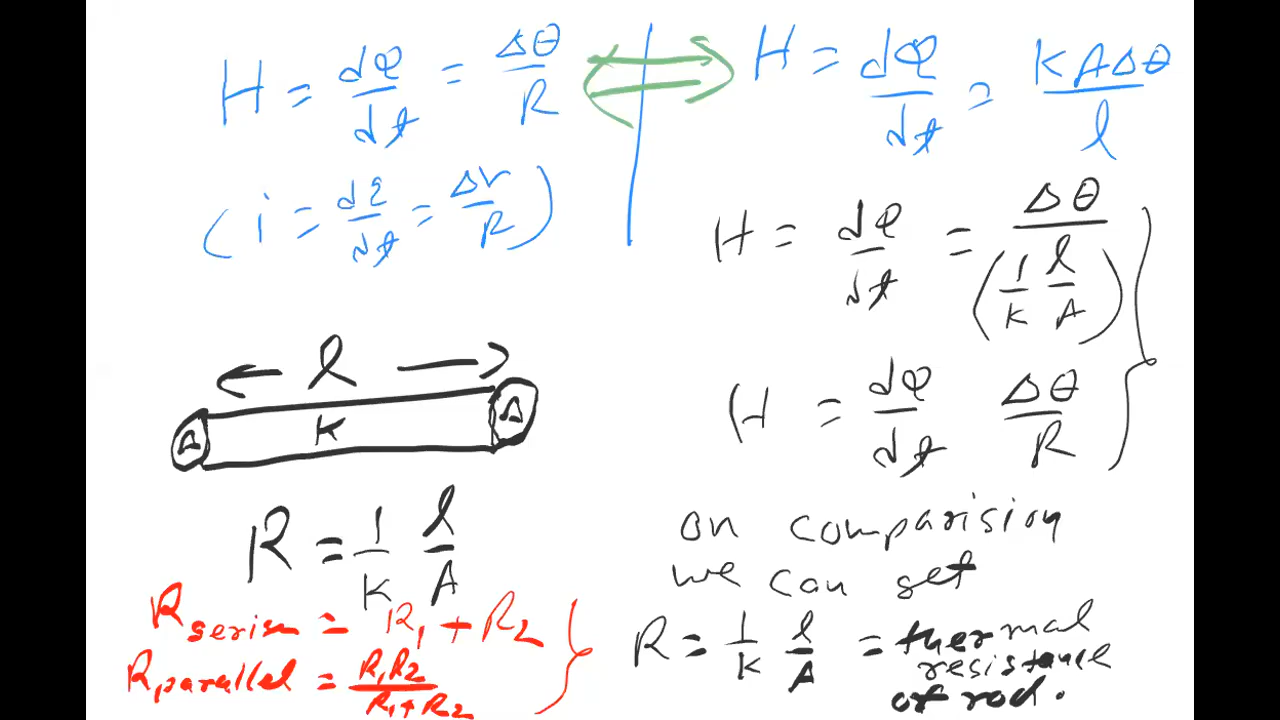 H = dQ/dt = Δθ/R
(i = dq/dt = ΔV/R)
l
A K A
R = 1/K l/A
Rseries = R1 + R2
Rparallel = R1R2/R1+R2
H = dQ/dt = KAΔθ/l
H = dQ/dt = Δθ/(1/K l/A)
H = dQ/dt Δθ/R
on comparision
we can set
R = 1/K l/A = thermal
resistance
of rod.